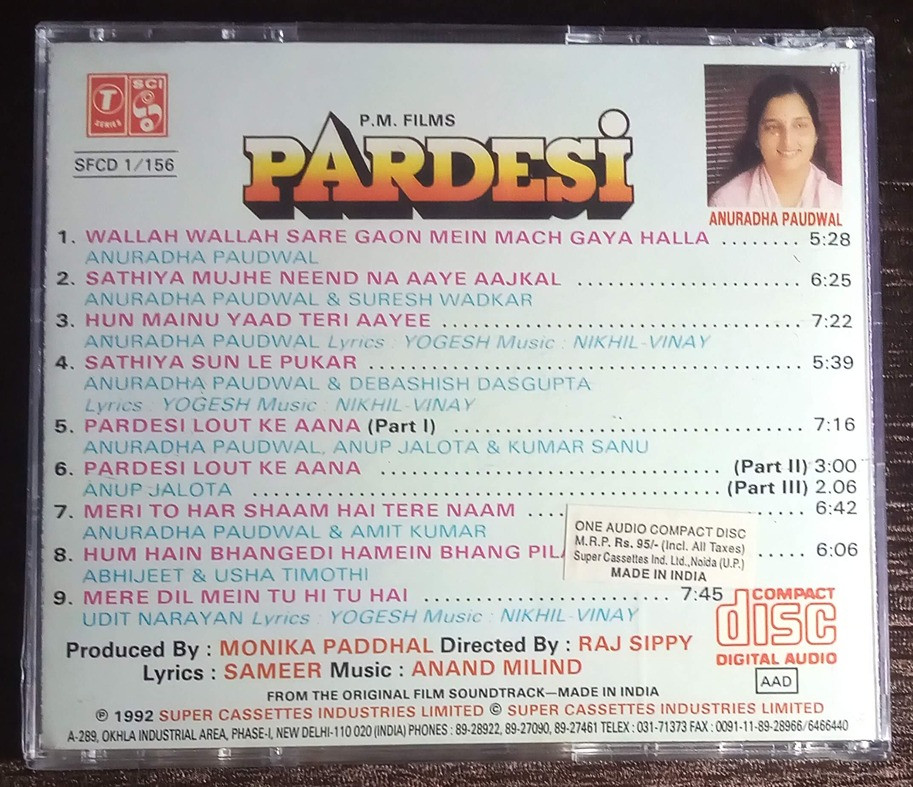 T
SERIES
SCI
SFCD 1/156
P.M. FILMS
PARDESI
ANURADHA PAUDWAL
1. WALLAH WALLAH SARE GAON MEIN MACH GAYA HALLA ........ 5:28
ANURADHA PAUDWAL
2. SATHIYA MUJHE NEEND NA AAYE AAJKAL ........ 6:25
ANURADHA PAUDWAL & SURESH WADKAR
3. HUN MAINU YAAD TERI AAYEE ........ 7:22
ANURADHA PAUDWAL Lyrics : YOGESH Music : NIKHIL-VINAY
4. SATHIYA SUN LE PUKAR ........ 5:39
ANURADHA PAUDWAL & DEBASHISH DASGUPTA
Lyrics : YOGESH Music : NIKHIL-VINAY
5. PARDESI LOUT KE AANA (Part I) ........ 7:16
ANURADHA PAUDWAL, ANUP JALOTA & KUMAR SANU
6. PARDESI LOUT KE AANA ........ (Part II) 3:00
ANUP JALOTA ........ (Part III) 2.06
7. MERI TO HAR SHAAM HAI TERE NAAM .... 6:42
ANURADHA PAUDWAL & AMIT KUMAR
8. HUM HAIN BHANGEDI HAMEIN BHANG ..... 6:06
ABHIJEET & USHA TIMOTHI
9. MERE DIL MEIN TU HI TU HAI ........ 7:45
UDIT NARAYAN Lyrics : YOGESH Music : NIKHIL-VINAY
ONE AUDIO COMPACT DISC
M.R.P. Rs. 95/- (Incl. All Taxes)
Super Cassettes Ind. Ltd.,Noida (U.P.)
MADE IN INDIA
COMPACT
disc
DIGITAL AUDIO
AAD
Produced By : MONIKA PADDHAL Directed By : RAJ SIPPY
Lyrics : SAMEER Music : ANAND MILIND
FROM THE ORIGINAL FILM SOUNDTRACK—MADE IN INDIA
℗ 1992 SUPER CASSETTES INDUSTRIES LIMITED © SUPER CASSETTES INDUSTRIES LIMITED
A-289, OKHLA INDUSTRIAL AREA, PHASE-I, NEW DELHI-110 020 (INDIA) PHONES : 89-28922, 89-27090, 89-27461 TELEX : 031-71373 FAX : 0091-11-89-28966/6466440